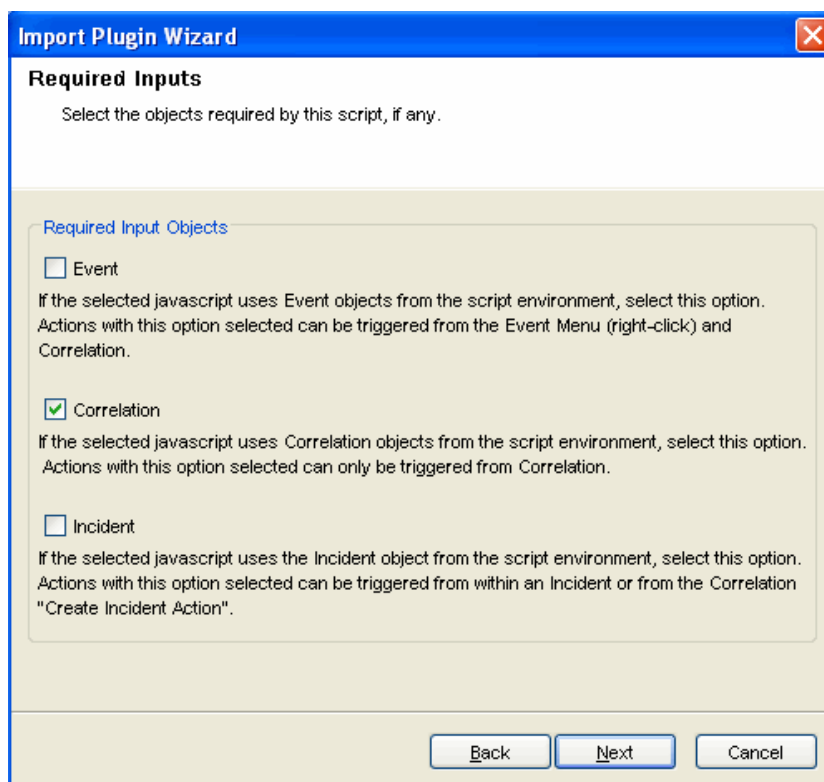 Import Plugin Wizard
Required Inputs
Select the objects required by this script, if any.
Required Input Objects
Event
If the selected javascript uses Event objects from the script environment, select this option.
Actions with this option selected can be triggered from the Event Menu (right-click) and
Correlation.
Correlation
If the selected javascript uses Correlation objects from the script environment, select this option.
Actions with this option selected can only be triggered from Correlation.
Incident
If the selected javascript uses the Incident object from the script environment, select this option.
Actions with this option selected can be triggered from within an Incident or from the Correlation
"Create Incident Action".
Back
Next
Cancel